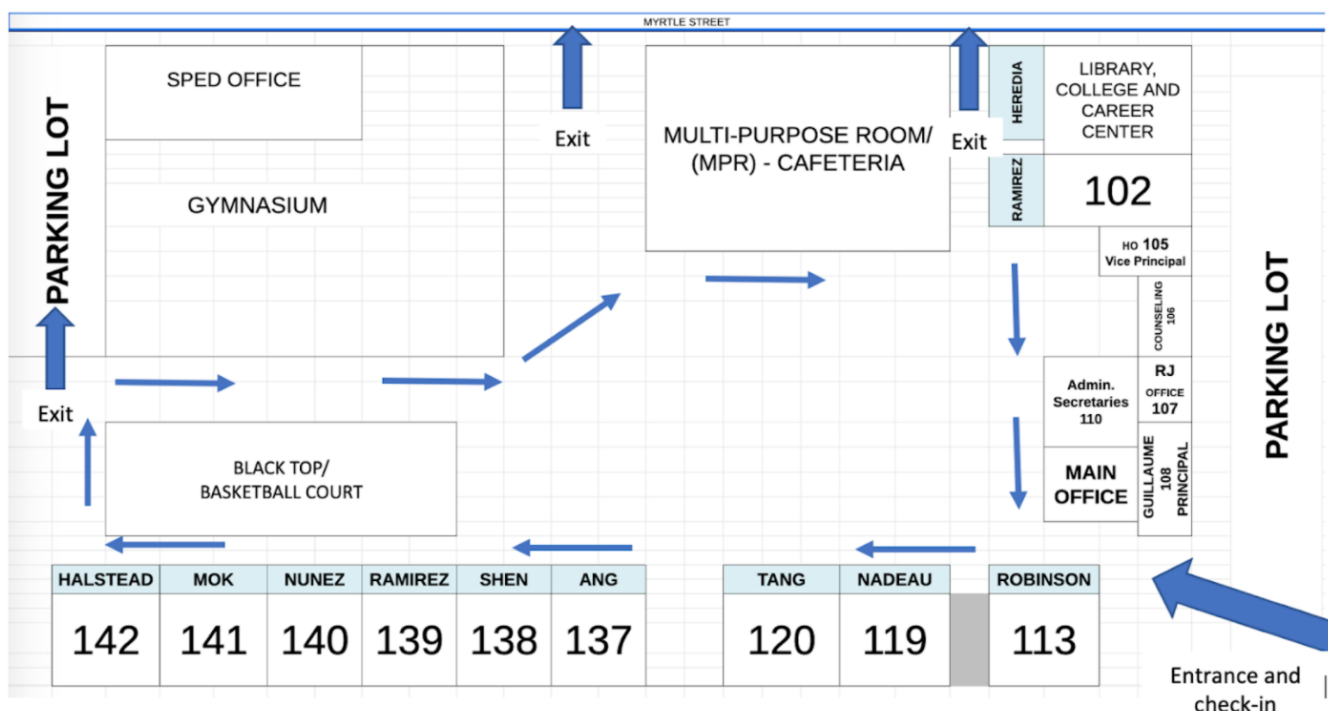 MYRTLE STREET
PARKING LOT
SPED OFFICE
GYMNASIUM
Exit
MULTI-PURPOSE ROOM/
(MPR) - CAFETERIA
Exit
HEREDIA
LIBRARY,
COLLEGE AND
CAREER
CENTER
RAMIREZ
102
HO 105
Vice Principal
COUNSELING
106
PARKING LOT
Exit
Admin.
Secretaries
110
RJ
OFFICE
107
BLACK TOP/
BASKETBALL COURT
MAIN
OFFICE
GUILLAUME
108
PRINCIPAL
HALSTEAD
MOK
NUNEZ
RAMIREZ
SHEN
ANG
TANG
NADEAU
ROBINSON
142
141
140
139
138
137
120
119
113
Entrance and
check-in